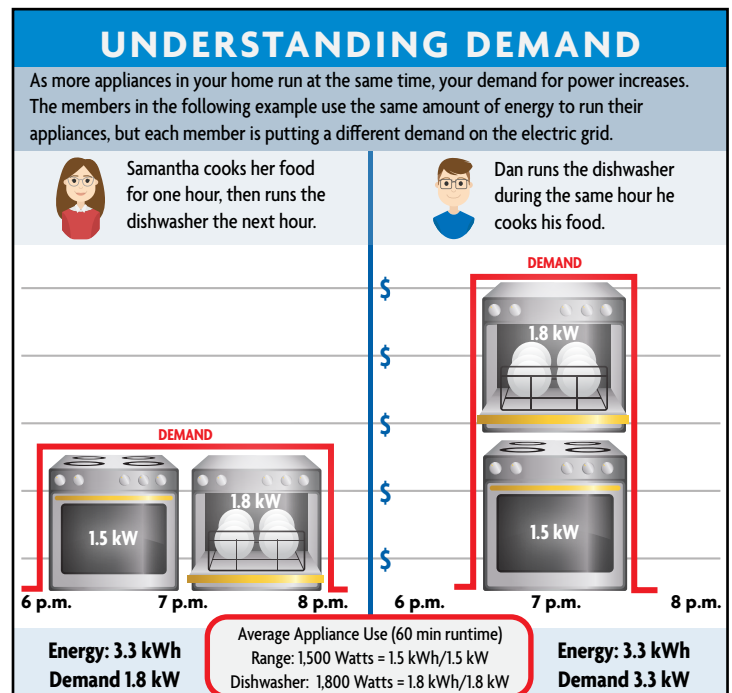 UNDERSTANDING DEMAND
As more appliances in your home run at the same time, your demand for power increases.
The members in the following example use the same amount of energy to run their
appliances, but each member is putting a different demand on the electric grid.
Samantha cooks her food
for one hour, then runs the
dishwasher the next hour.
Dan runs the dishwasher
during the same hour he
cooks his food.
DEMAND
1.5 kW
1.8 kW
6 p.m. 7 p.m. 8 p.m.
$
$
$
$
$
DEMAND
1.8 kW
1.5 kW
6 p.m. 7 p.m. 8 p.m.
Energy: 3.3 kWh
Demand 1.8 kW
Average Appliance Use (60 min runtime)
Range: 1,500 Watts = 1.5 kWh/1.5 kW
Dishwasher: 1,800 Watts = 1.8 kWh/1.8 kW
Energy: 3.3 kWh
Demand 3.3 kW